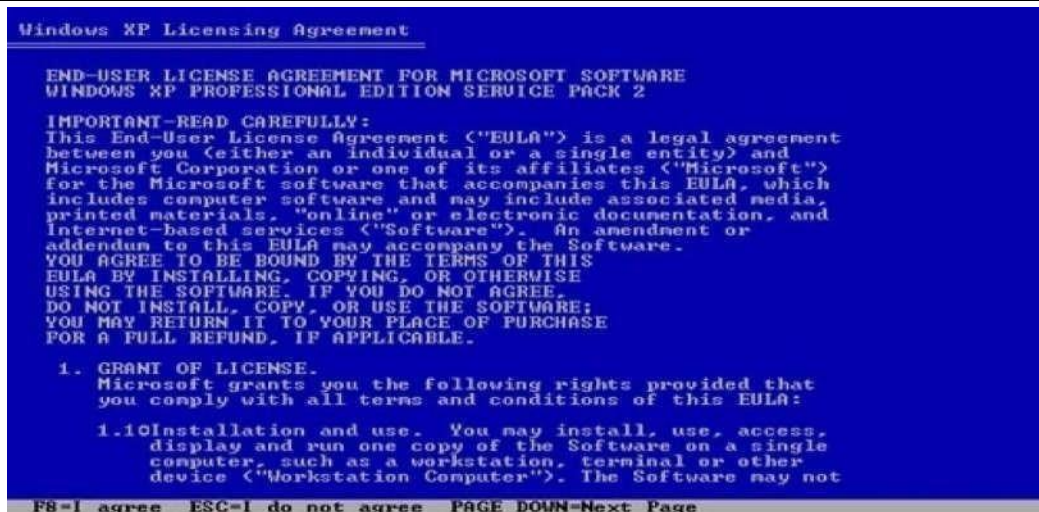 Windows XP Licensing Agreement
END-USER LICENSE AGREEMENT FOR MICROSOFT SOFTWARE
WINDOWS XP PROFESSIONAL EDITION SERVICE PACK 2
IMPORTANT-READ CAREFULLY:
This End-User License Agreement ("EULA") is a legal agreement
between you (either an individual or a single entity) and
Microsoft Corporation or one of its affiliates ("Microsoft")
for the Microsoft software that accompanies this EULA, which
includes computer software and may include associated media,
printed materials, "online" or electronic documentation, and
Internet-based services ("Software").  An amendment or
addendum to this EULA may accompany the Software.
YOU AGREE TO BE BOUND BY THE TERMS OF THIS
EULA BY INSTALLING, COPYING, OR OTHERWISE
USING THE SOFTWARE. IF YOU DO NOT AGREE,
DO NOT INSTALL, COPY, OR USE THE SOFTWARE;
YOU MAY RETURN IT TO YOUR PLACE OF PURCHASE
FOR A FULL REFUND, IF APPLICABLE.
1. GRANT OF LICENSE.
Microsoft grants you the following rights provided that
you comply with all terms and conditions of this EULA:
1.1◙Installation and use.  You may install, use, access,
display and run one copy of the Software on a single
computer, such as a workstation, terminal or other
device ("Workstation Computer"). The Software may not
F8=I agree  ESC=I do not agree  PAGE DOWN=Next Page